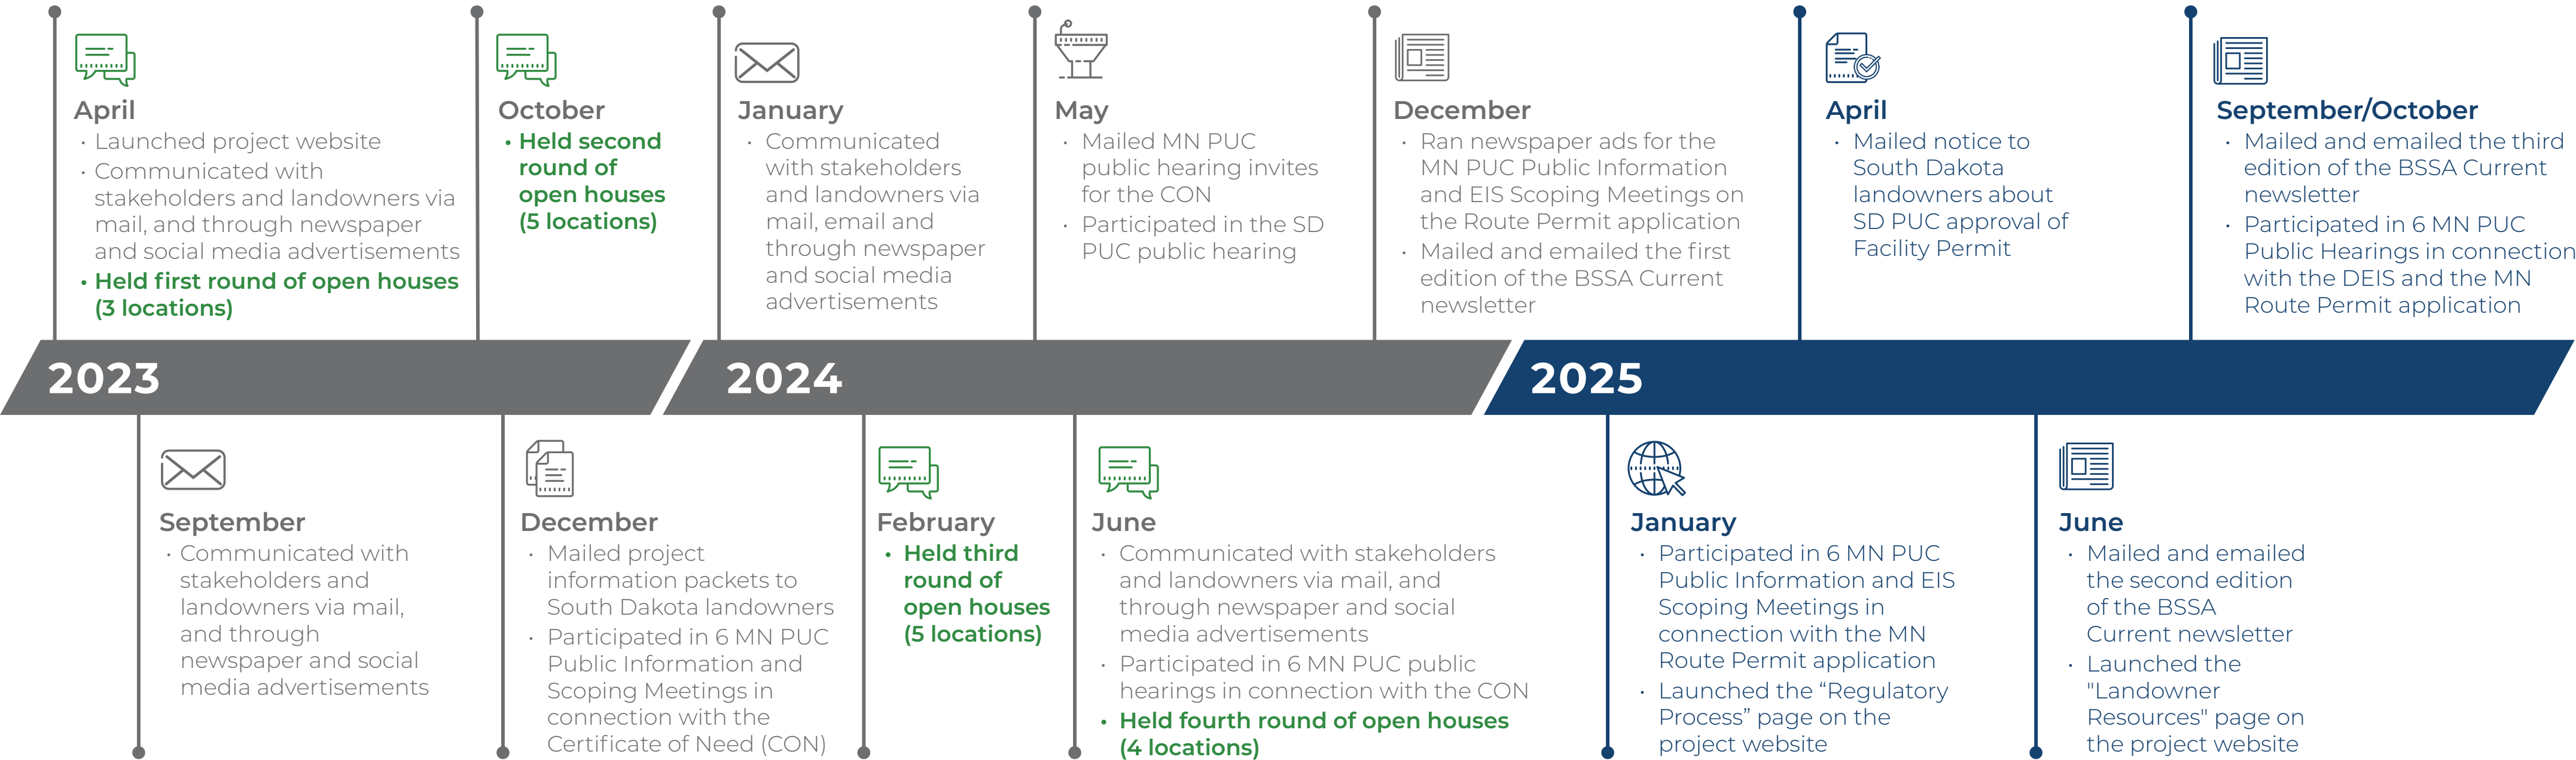 April
· Launched project website
· Communicated with
stakeholders and landowners via
mail, and through newspaper
and social media advertisements
• Held first round of open houses
(3 locations)
October
• Held second
round of
open houses
(5 locations)
January
· Communicated
with stakeholders
and landowners via
mail, email and
through newspaper
and social media
advertisements
May
· Mailed MN PUC
public hearing invites
for the CON
· Participated in the SD
PUC public hearing
December
· Ran newspaper ads for the
MN PUC Public Information
and EIS Scoping Meetings on
the Route Permit application
· Mailed and emailed the first
edition of the BSSA Current
newsletter
April
· Mailed notice to
South Dakota
landowners about
SD PUC approval of
Facility Permit
September/October
· Mailed and emailed the third
edition of the BSSA Current
newsletter
· Participated in 6 MN PUC
Public Hearings in connection
with the DEIS and the MN
Route Permit application
2023
2024
2025
September
· Communicated with
stakeholders and
landowners via mail,
and through
newspaper and social
media advertisements
December
· Mailed project
information packets to
South Dakota landowners
· Participated in 6 MN PUC
Public Information and
Scoping Meetings in
connection with the
Certificate of Need (CON)
February
• Held third
round of
open houses
(5 locations)
June
· Communicated with stakeholders
and landowners via mail, and
through newspaper and social
media advertisements
· Participated in 6 MN PUC public
hearings in connection with the CON
• Held fourth round of open houses
(4 locations)
January
· Participated in 6 MN PUC
Public Information and EIS
Scoping Meetings in
connection with the MN
Route Permit application
· Launched the “Regulatory
Process” page on the
project website
June
· Mailed and emailed
the second edition
of the BSSA
Current newsletter
· Launched the
"Landowner
Resources" page on
the project website